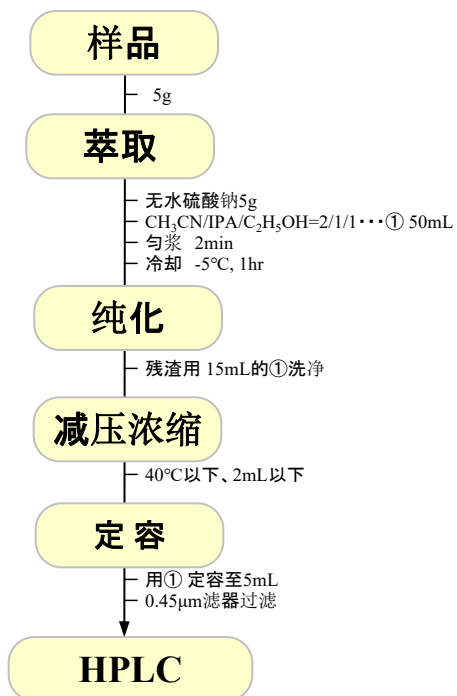 样品
5g
萃取
无水硫酸钠5g
CH₃CN/IPA/C₂H₅OH=2/1/1･･･① 50mL
匀浆 2min
冷却 -5°C, 1hr
纯化
残渣用 15mL的①洗净
减压浓缩
40°C以下、2mL以下
定 容
用① 定容至5mL
0.45μm滤器过滤
HPLC